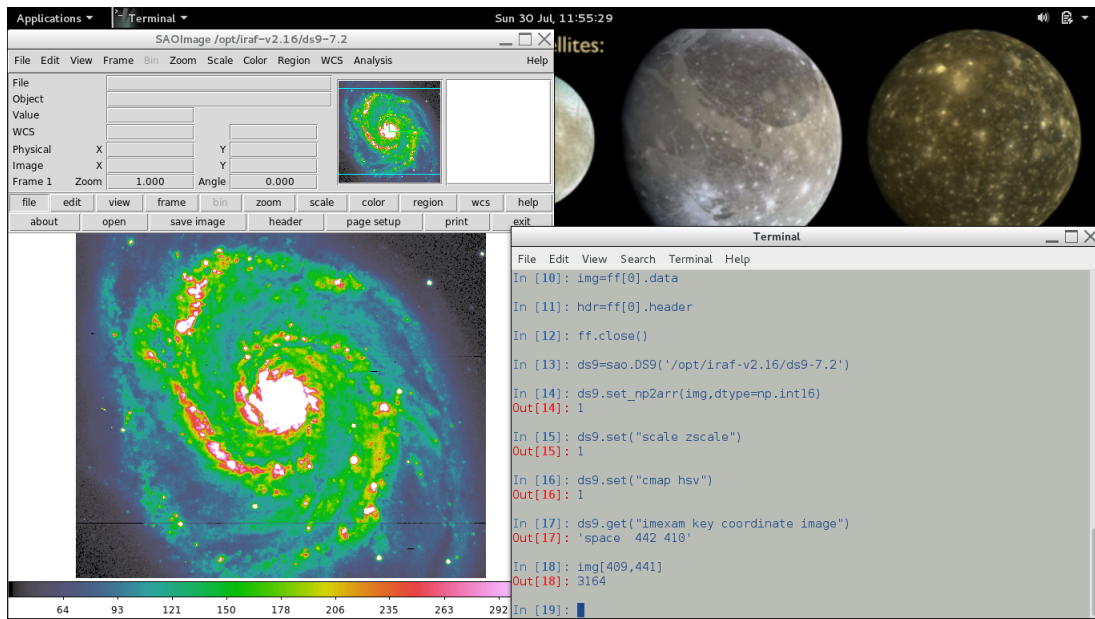 Applications Terminal Sun 30 Jul, 11:55:29
SAOImage /opt/iraf-v2.16/ds9-7.2
File Edit View Frame Bin Zoom Scale Color Region WCS Analysis Help
File
Object
Value
WCS
Physical X Y
Image X Y
Frame 1 Zoom 1.000 Angle 0.000
file edit view frame bin zoom scale color region wcs help
about open save image header page setup print exit
64 93 121 150 178 206 235 263 292
ellites:
Terminal
File Edit View Search Terminal Help
In [10]: img=ff[0].data
In [11]: hdr=ff[0].header
In [12]: ff.close()
In [13]: ds9=sao.DS9('/opt/iraf-v2.16/ds9-7.2')
In [14]: ds9.set_np2arr(img,dtype=np.int16)
Out[14]: 1
In [15]: ds9.set("scale zscale")
Out[15]: 1
In [16]: ds9.set("cmap hsv")
Out[16]: 1
In [17]: ds9.get("imexam key coordinate image")
Out[17]: 'space  442 410'
In [18]: img[409,441]
Out[18]: 3164
In [19]: